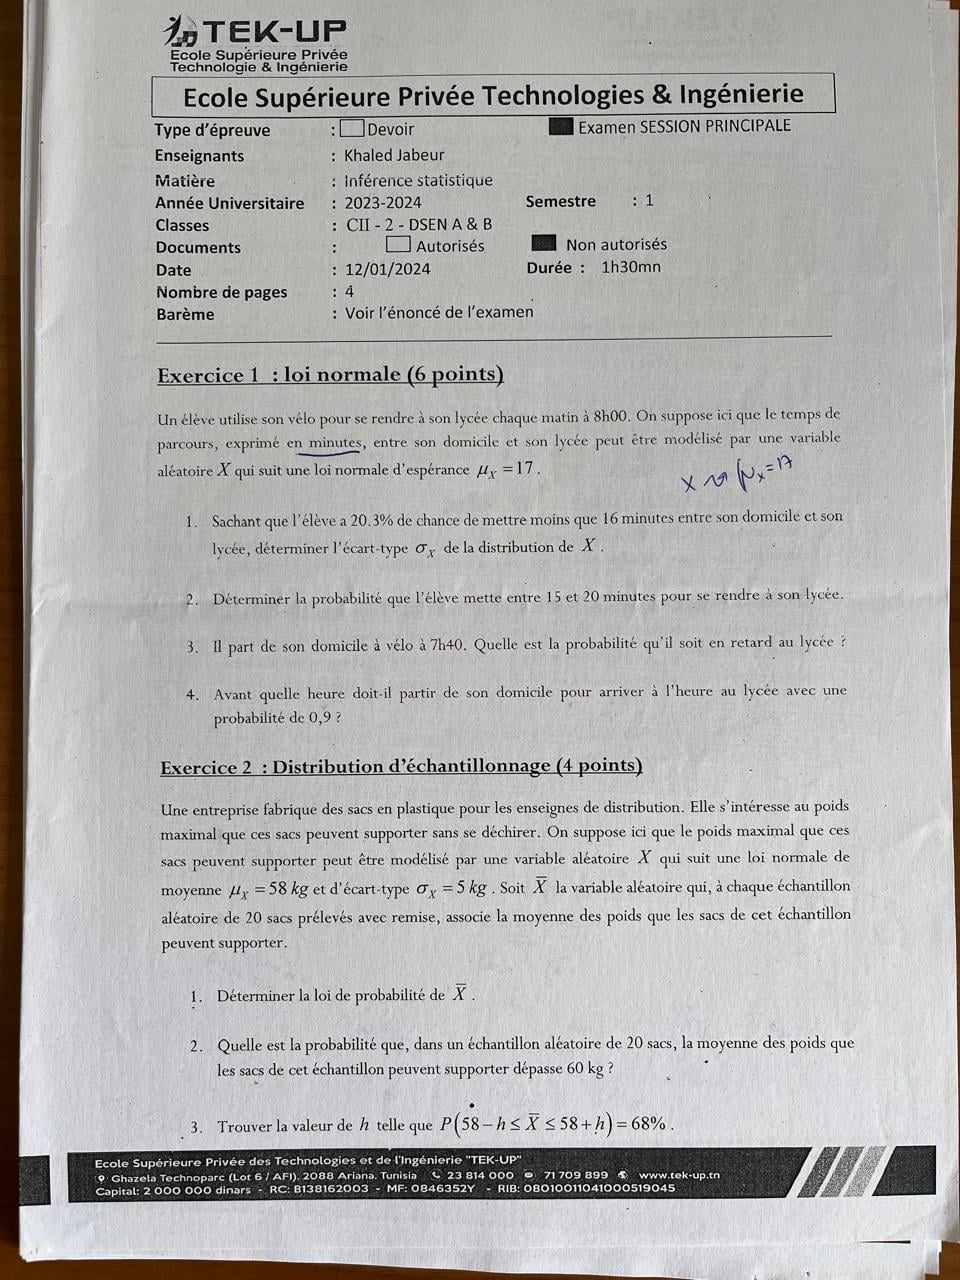 TEK-UP
Ecole Supérieure Privée
Technologie & Ingénierie
Ecole Supérieure Privée Technologies & Ingénierie
Type d'épreuve : Devoir Examen SESSION PRINCIPALE
Enseignants : Khaled Jabeur
Matière : Inférence statistique
Année Universitaire : 2023-2024 Semestre : 1
Classes : CII - 2 - DSEN A & B
Documents : Autorisés Non autorisés
Date : 12/01/2024 Durée : 1h30mn
Nombre de pages : 4
Barème : Voir l'énoncé de l'examen
Exercice 1 : loi normale (6 points)
Un élève utilise son vélo pour se rendre à son lycée chaque matin à 8h00. On suppose ici que le temps de
parcours, exprimé en minutes, entre son domicile et son lycée peut être modélisé par une variable
aléatoire X qui suit une loi normale d'espérance μX = 17.
X ↝ μx=17
1. Sachant que l'élève a 20.3% de chance de mettre moins que 16 minutes entre son domicile et son
lycée, déterminer l'écart-type σX de la distribution de X.
2. Déterminer la probabilité que l'élève mette entre 15 et 20 minutes pour se rendre à son lycée.
3. Il part de son domicile à vélo à 7h40. Quelle est la probabilité qu'il soit en retard au lycée ?
4. Avant quelle heure doit-il partir de son domicile pour arriver à l'heure au lycée avec une
probabilité de 0,9 ?
Exercice 2 : Distribution d'échantillonnage (4 points)
Une entreprise fabrique des sacs en plastique pour les enseignes de distribution. Elle s'intéresse au poids
maximal que ces sacs peuvent supporter sans se déchirer. On suppose ici que le poids maximal que ces
sacs peuvent supporter peut être modélisé par une variable aléatoire X qui suit une loi normale de
moyenne μX = 58 kg et d'écart-type σX = 5 kg. Soit X̄ la variable aléatoire qui, à chaque échantillon
aléatoire de 20 sacs prélevés avec remise, associe la moyenne des poids que les sacs de cet échantillon
peuvent supporter.
1. Déterminer la loi de probabilité de X̄.
2. Quelle est la probabilité que, dans un échantillon aléatoire de 20 sacs, la moyenne des poids que
les sacs de cet échantillon peuvent supporter dépasse 60 kg ?
3. Trouver la valeur de h telle que P(58 − h ≤ X̄ ≤ 58 + h) = 68%.
Ecole Supérieure Privée des Technologies et de l'Ingénierie "TEK-UP"
Ghazela Technoparc (Lot 6 / AFI), 2088 Ariana. Tunisia 23 814 000 71 709 899 www.tek-up.tn
Capital: 2 000 000 dinars - RC: B138162003 - MF: 0846352Y - RIB: 08010011041000519045